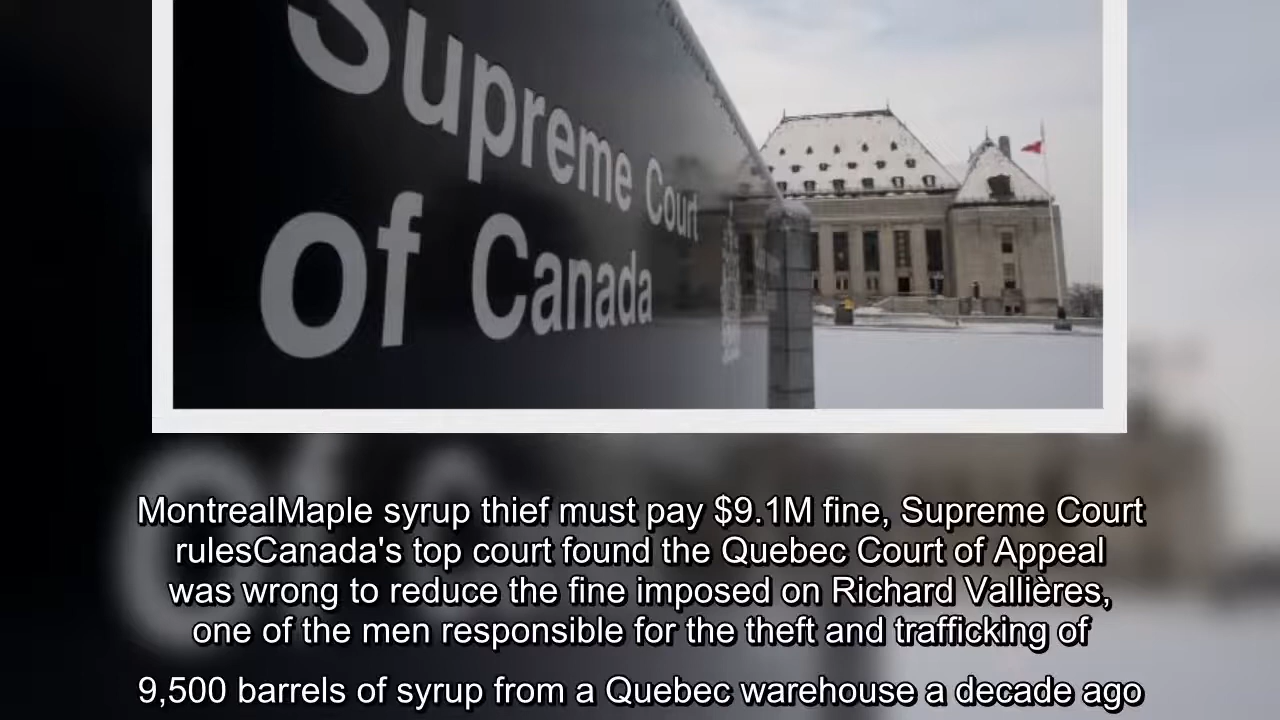 Supreme Court
of Canada
MontrealMaple syrup thief must pay $9.1M fine, Supreme Court
rulesCanada's top court found the Quebec Court of Appeal
was wrong to reduce the fine imposed on Richard Vallières,
one of the men responsible for the theft and trafficking of
9,500 barrels of syrup from a Quebec warehouse a decade ago